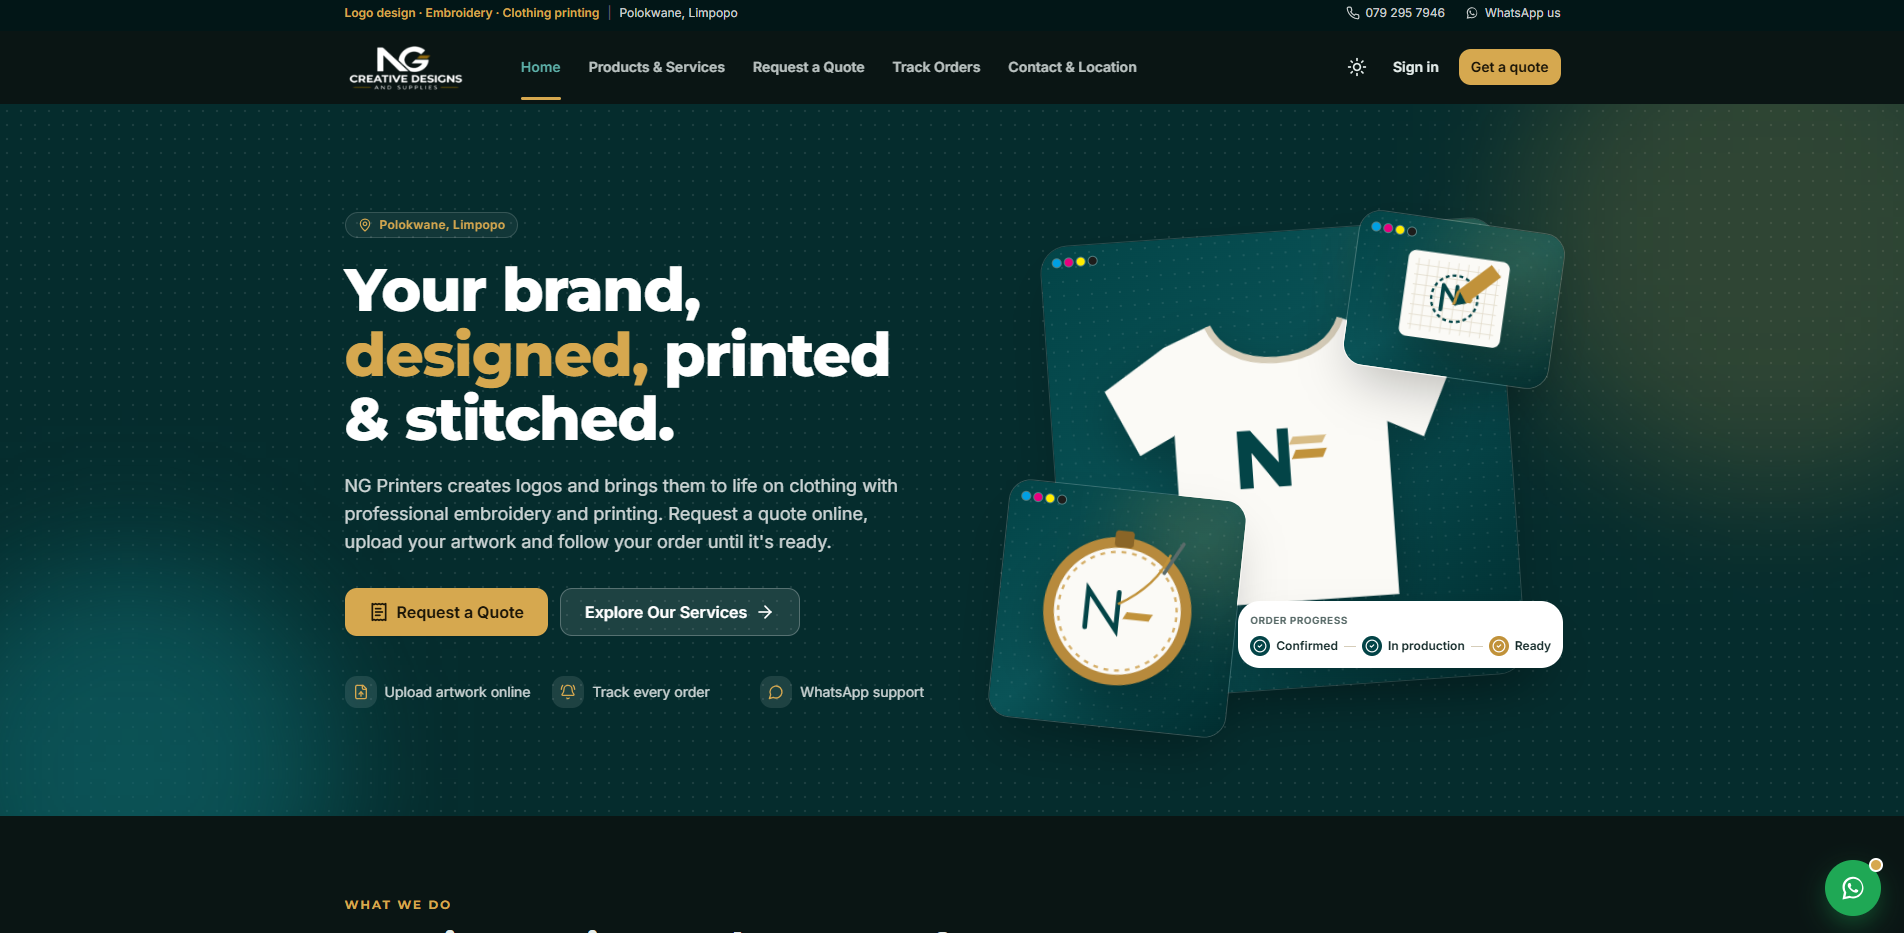 Logo design · Embroidery · Clothing printing | Polokwane, Limpopo
079 295 7946
WhatsApp us
NG
CREATIVE DESIGNS
AND SUPPLIES
Home
Products & Services
Request a Quote
Track Orders
Contact & Location
Sign in
Get a quote
Polokwane, Limpopo
Your brand,
designed, printed
& stitched.
NG Printers creates logos and brings them to life on clothing with
professional embroidery and printing. Request a quote online,
upload your artwork and follow your order until it's ready.
Request a Quote
Explore Our Services
Upload artwork online
Track every order
WhatsApp support
N
N
N
ORDER PROGRESS
Confirmed
In production
Ready
WHAT WE DO